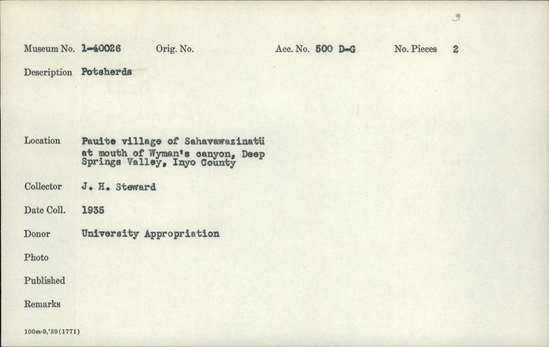 3
Museum No. 1-40026 Orig. No. Acc. No. 500 D-G No. Pieces 2
Description Potsherds
Location Pauite village of Sahavawazinatü
at mouth of Wyman's canyon, Deep
Springs Valley, Inyo County
Collector J. H. Steward
Date Coll. 1935
Donor University Appropriation
Photo
Published
Remarks
100m-9,'39(1771)